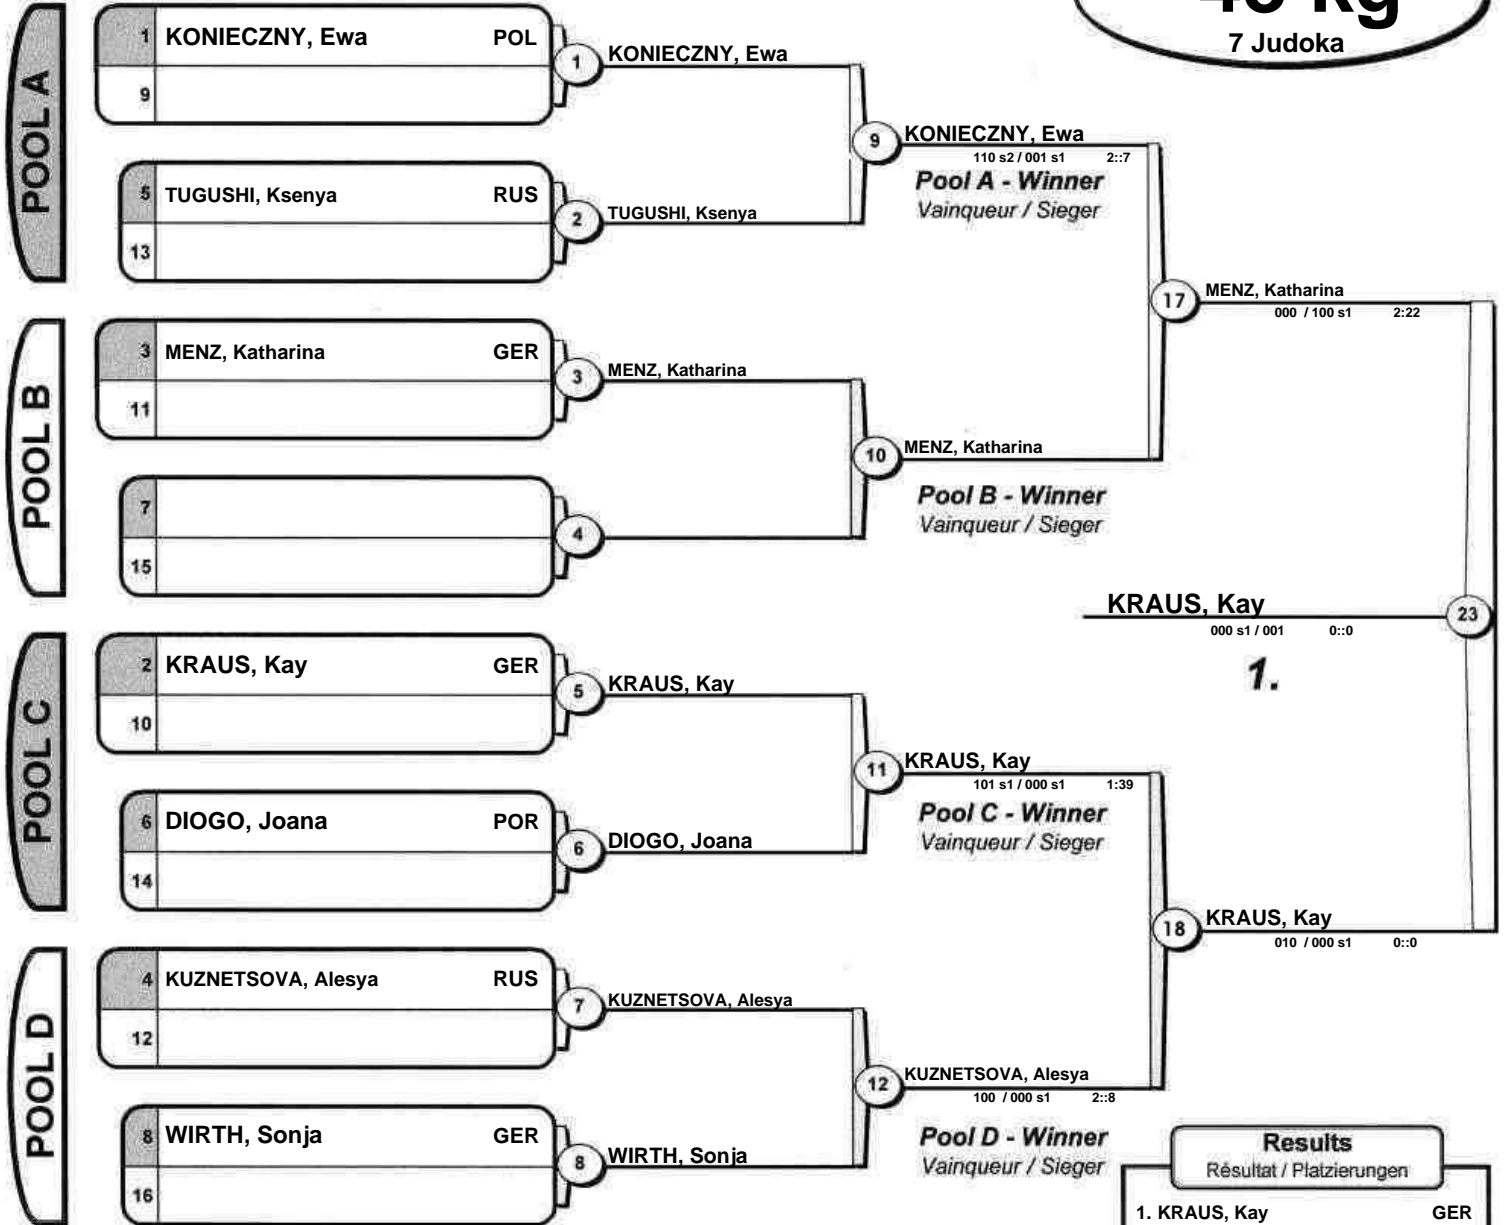 7 Judoka
POOL A
1 KONIECZNY, Ewa POL
9
1
KONIECZNY, Ewa
5 TUGUSHI, Ksenya RUS
13
2
TUGUSHI, Ksenya
9
KONIECZNY, Ewa
110 s2 / 001 s1 2::7
Pool A - Winner
Vainqueur / Sieger
POOL B
3 MENZ, Katharina GER
11
3
MENZ, Katharina
7
15
4
10
MENZ, Katharina
Pool B - Winner
Vainqueur / Sieger
17
MENZ, Katharina
000 / 100 s1 2:22
KRAUS, Kay
000 s1 / 001 0::0
23
1.
POOL C
2 KRAUS, Kay GER
10
5
KRAUS, Kay
6 DIOGO, Joana POR
14
6
DIOGO, Joana
11
KRAUS, Kay
101 s1 / 000 s1 1:39
Pool C - Winner
Vainqueur / Sieger
18
KRAUS, Kay
010 / 000 s1 0::0
POOL D
4 KUZNETSOVA, Alesya RUS
12
7
KUZNETSOVA, Alesya
8 WIRTH, Sonja GER
16
8
WIRTH, Sonja
12
KUZNETSOVA, Alesya
100 / 000 s1 2::8
Pool D - Winner
Vainqueur / Sieger
Results
Résultat / Platzierungen
1. KRAUS, Kay GER